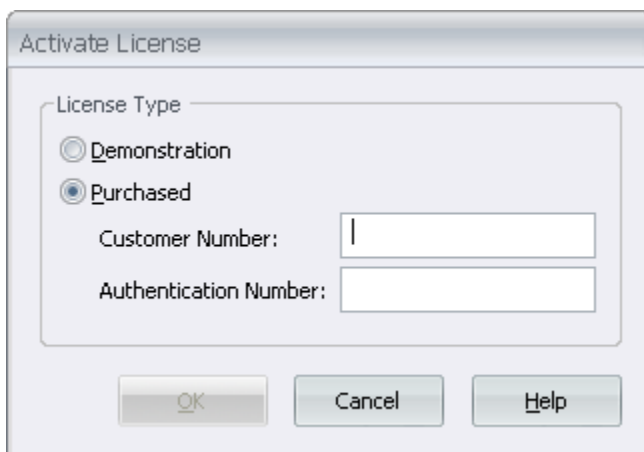 Activate License
License Type
Demonstration
Purchased
Customer Number:
Authentication Number:
OK Cancel Help